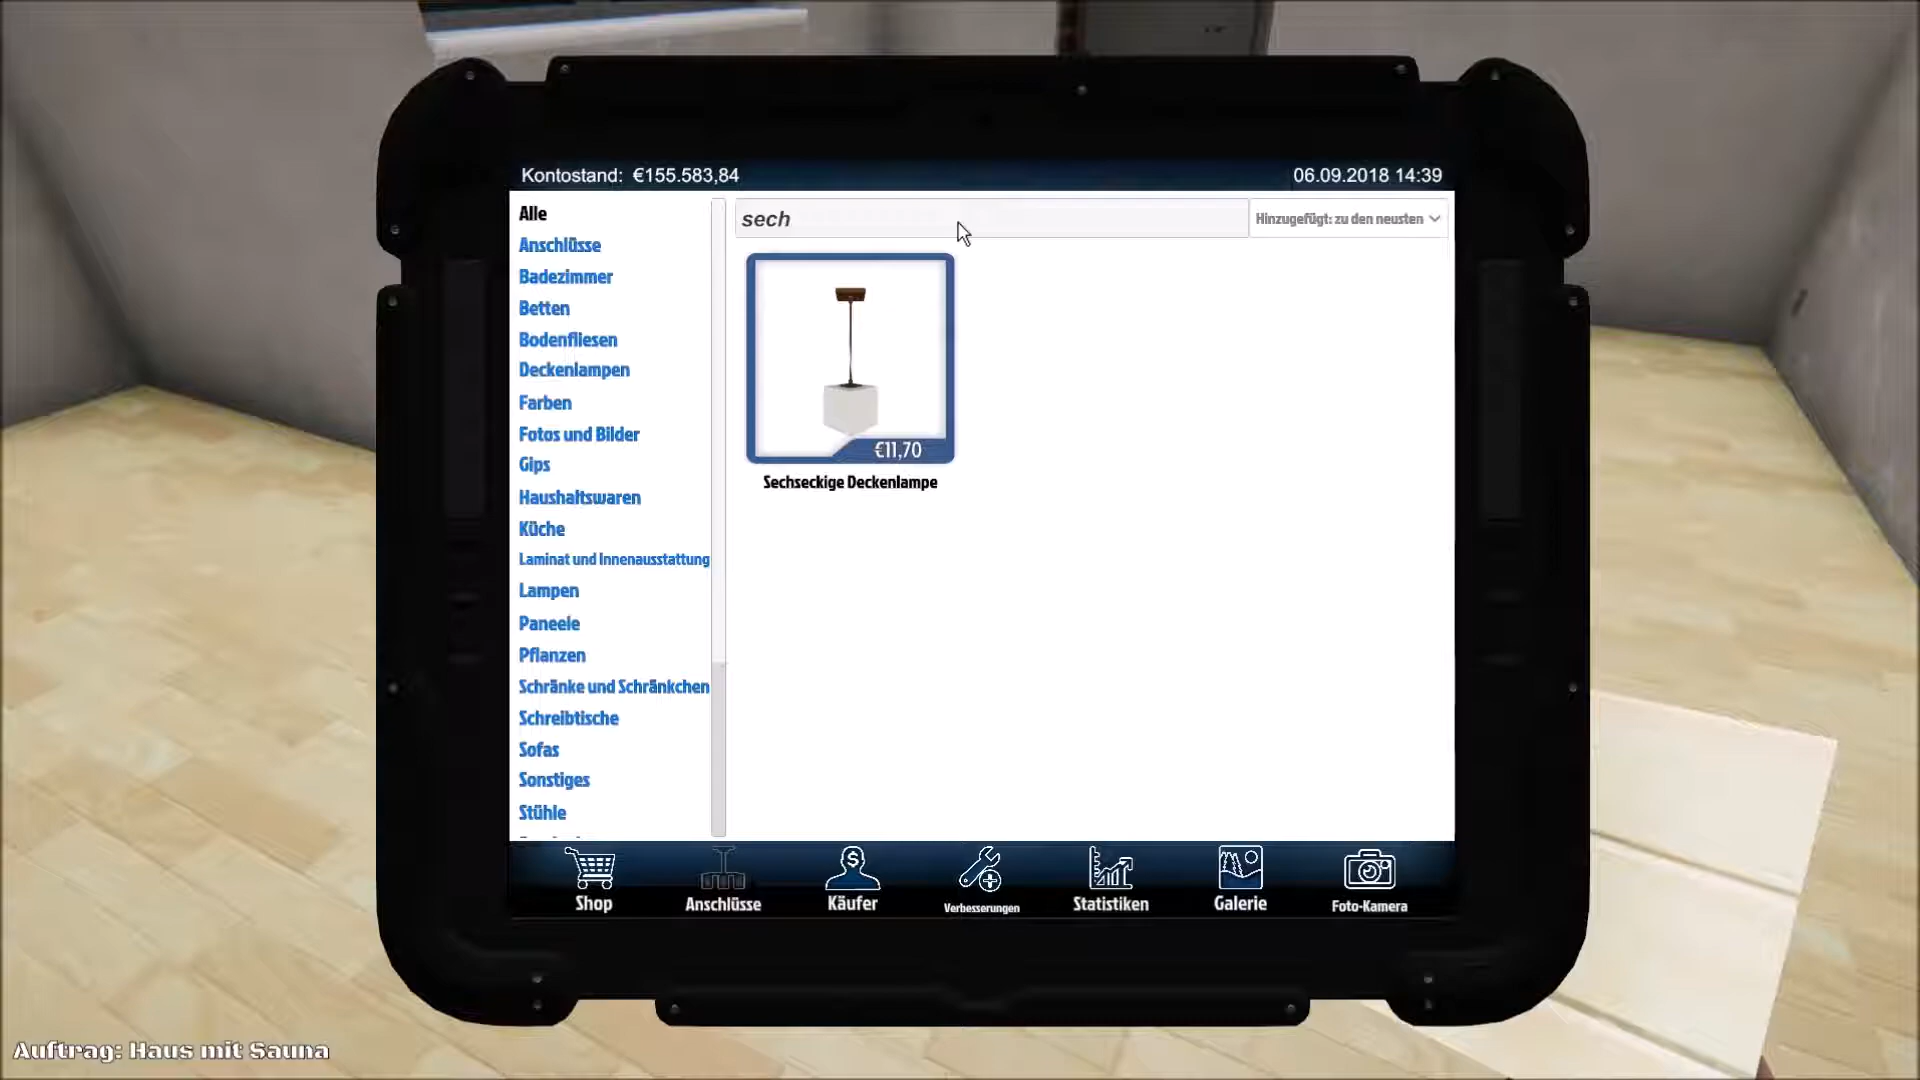 Kontostand: €155.583,84
06.09.2018 14:39
Alle
Anschlüsse
Badezimmer
Betten
Bodenfliesen
Deckenlampen
Farben
Fotos und Bilder
Gips
Haushaltswaren
Küche
Laminat und Innenausstattung
Lampen
Paneele
Pflanzen
Schränke und Schränkchen
Schreibtische
Sofas
Sonstiges
Stühle
sech
Hinzugefügt: zu den neusten
€11,70
Sechseckige Deckenlampe
Shop
Anschlüsse
Käufer
Verbesserungen
Statistiken
Galerie
Foto-Kamera
Auftrag: Haus mit Sauna